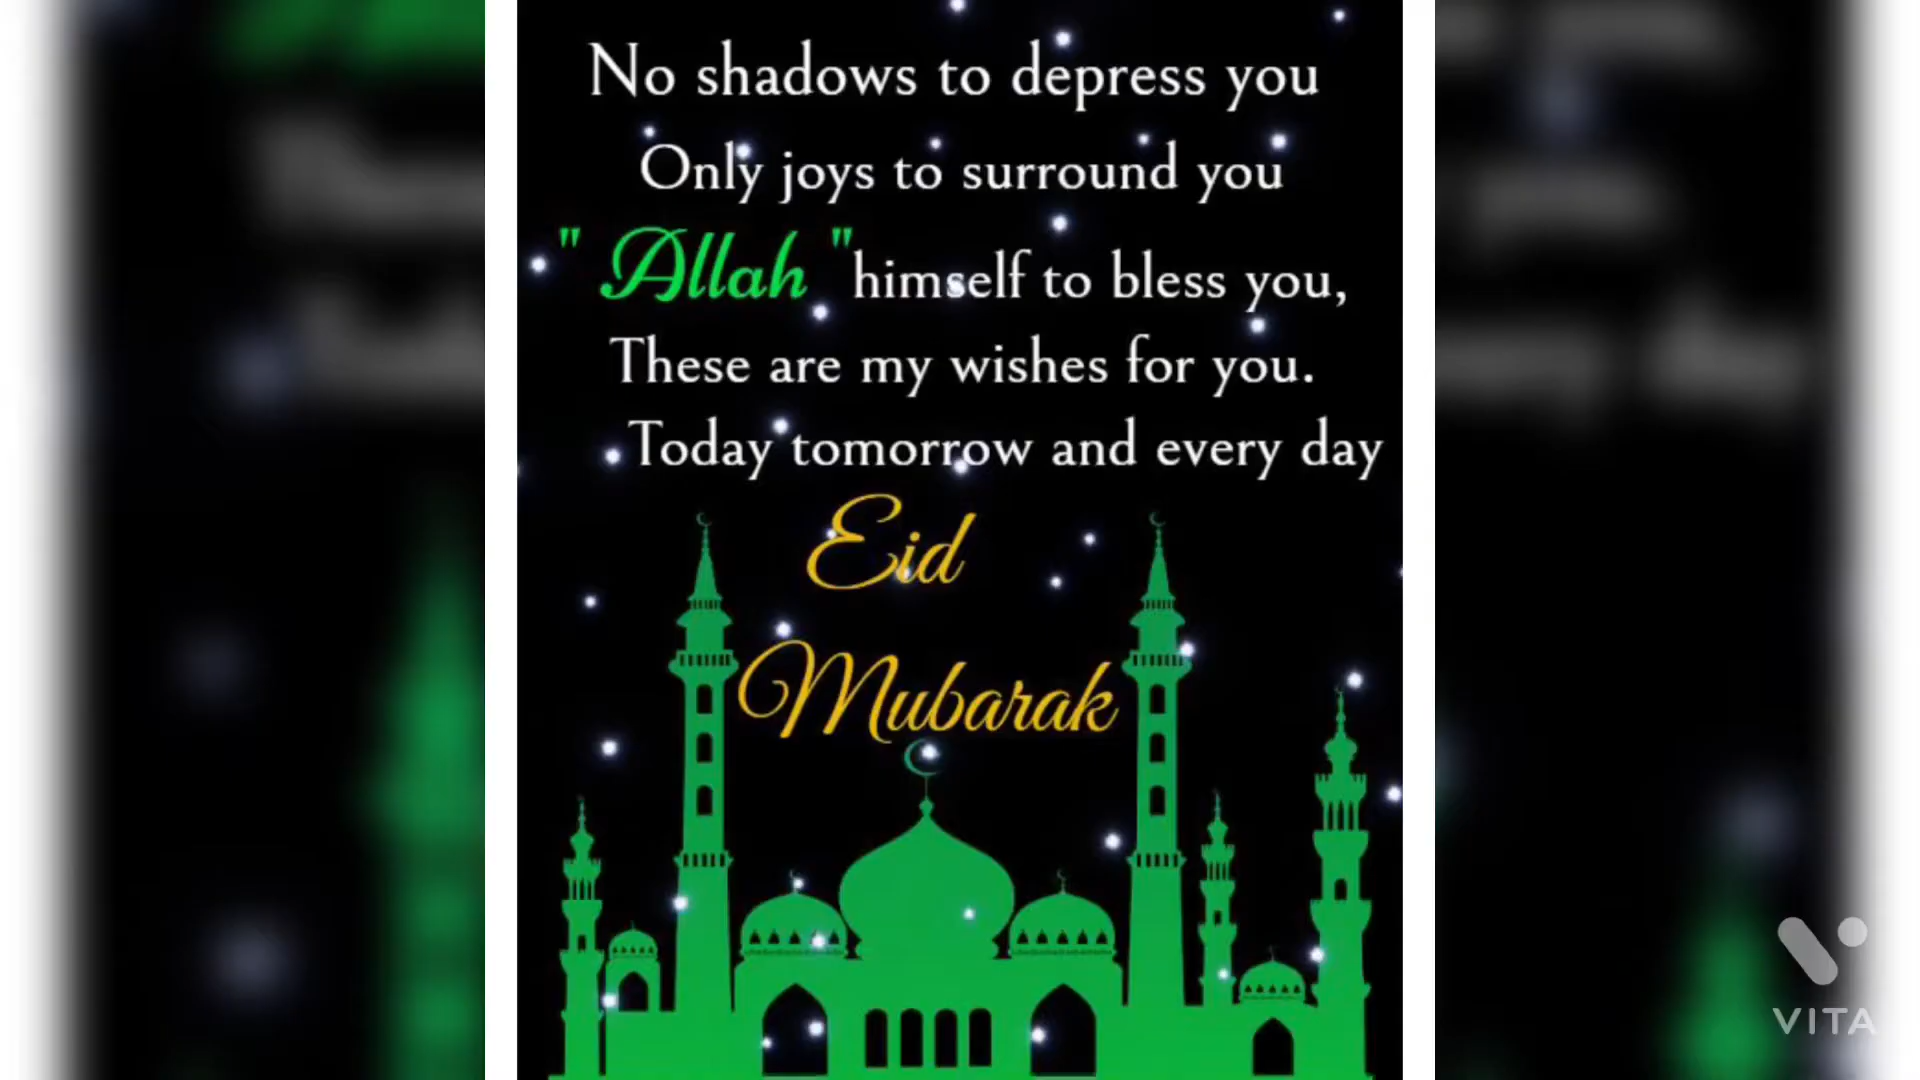 No shadows to depress you
Only joys to surround you
" Allah " himself to bless you,
These are my wishes for you.
Today tomorrow and every day
Eid
Mubarak
VITA